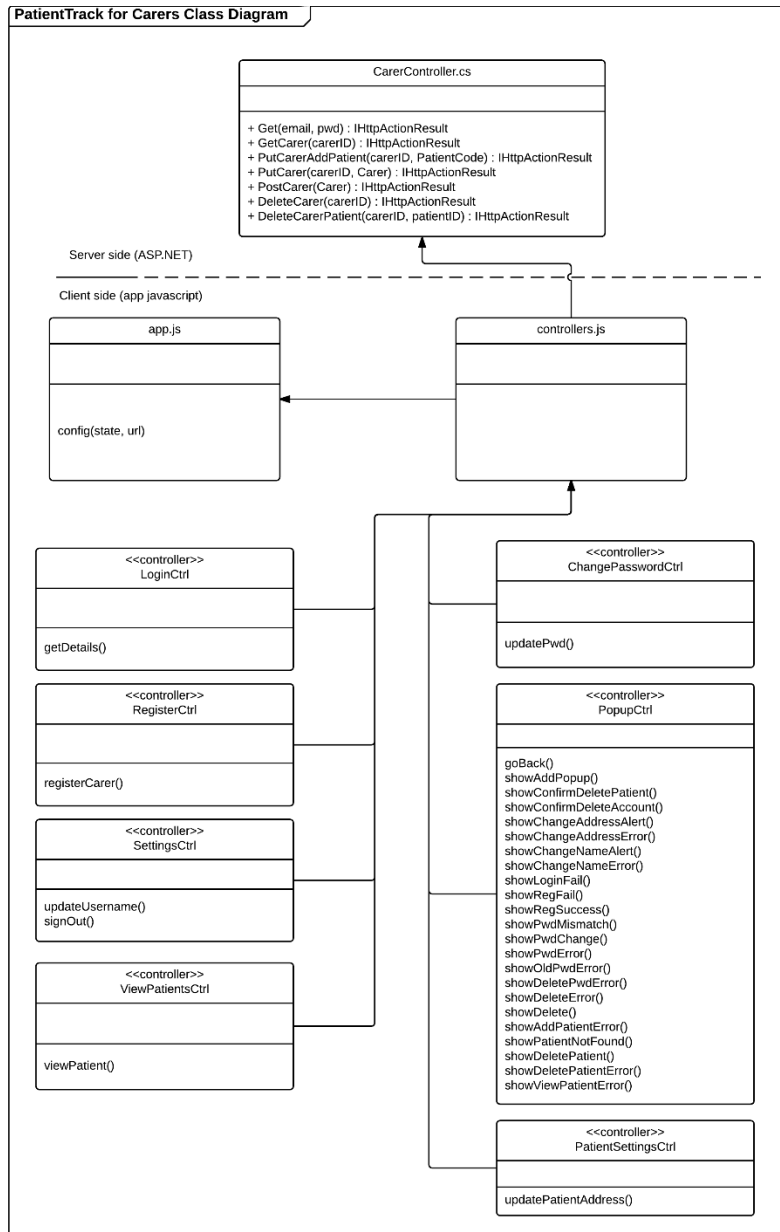 PatientTrack for Carers Class Diagram
CarerController.cs
+ Get(email, pwd) : IHttpActionResult
+ GetCarer(carerID) : IHttpActionResult
+ PutCarerAddPatient(carerID, PatientCode) : IHttpActionResult
+ PutCarer(carerID, Carer) : IHttpActionResult
+ PostCarer(Carer) : IHttpActionResult
+ DeleteCarer(carerID) : IHttpActionResult
+ DeleteCarerPatient(carerID, patientID) : IHttpActionResult
Server side (ASP.NET)
Client side (app javascript)
app.js
config(state, url)
controllers.js
<<controller>>
LoginCtrl
getDetails()
<<controller>>
RegisterCtrl
registerCarer()
<<controller>>
SettingsCtrl
updateUsername()
signOut()
<<controller>>
ViewPatientsCtrl
viewPatient()
<<controller>>
ChangePasswordCtrl
updatePwd()
<<controller>>
PopupCtrl
goBack()
showAddPopup()
showConfirmDeletePatient()
showConfirmDeleteAccount()
showChangeAddressAlert()
showChangeAddressError()
showChangeNameAlert()
showChangeNameError()
showLoginFail()
showRegFail()
showRegSuccess()
showPwdMismatch()
showPwdChange()
showPwdError()
showOldPwdError()
showDeletePwdError()
showDeleteError()
showDelete()
showAddPatientError()
showPatientNotFound()
showDeletePatient()
showDeletePatientError()
showViewPatientError()
<<controller>>
PatientSettingsCtrl
updatePatientAddress()